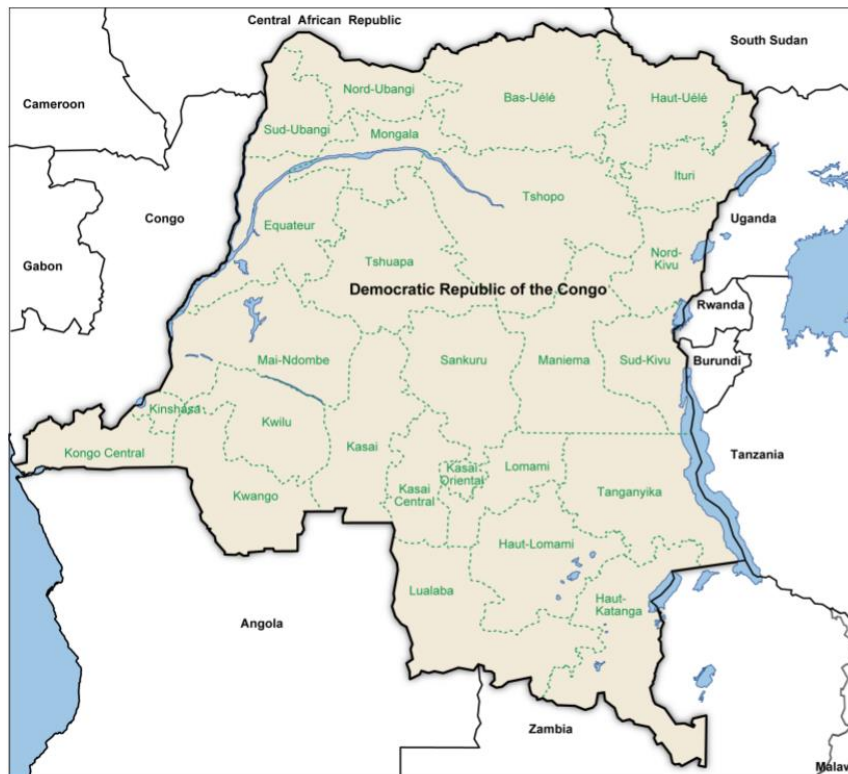 Central African Republic
South Sudan
Cameroon
Nord-Ubangi
Bas-Uélé
Haut-Uélé
Sud-Ubangi
Mongala
Ituri
Tshopo
Congo
Equateur
Uganda
Gabon
Tshuapa
Nord-
Kivu
Democratic Republic of the Congo
Rwanda
Mai-Ndombe
Sankuru
Maniema
Sud-Kivu
Burundi
Kinshasa
Kwilu
Kasai
Kongo Central
Tanzania
Kasai
Oriental
Lomami
Kwango
Kasai
Central
Tanganyika
Haut-Lomami
Lualaba
Haut-
Katanga
Angola
Zambia
Malaw